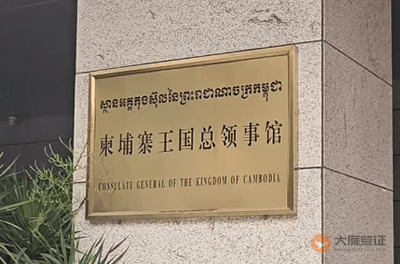 ស្ថានអគ្គកុងស៊ុលនៃព្រះរាជាណាចក្រកម្ពុជា
柬埔寨王国总领事馆
CONSULATE GENERAL OF THE KINGDOM OF CAMBODIA
大雁签证